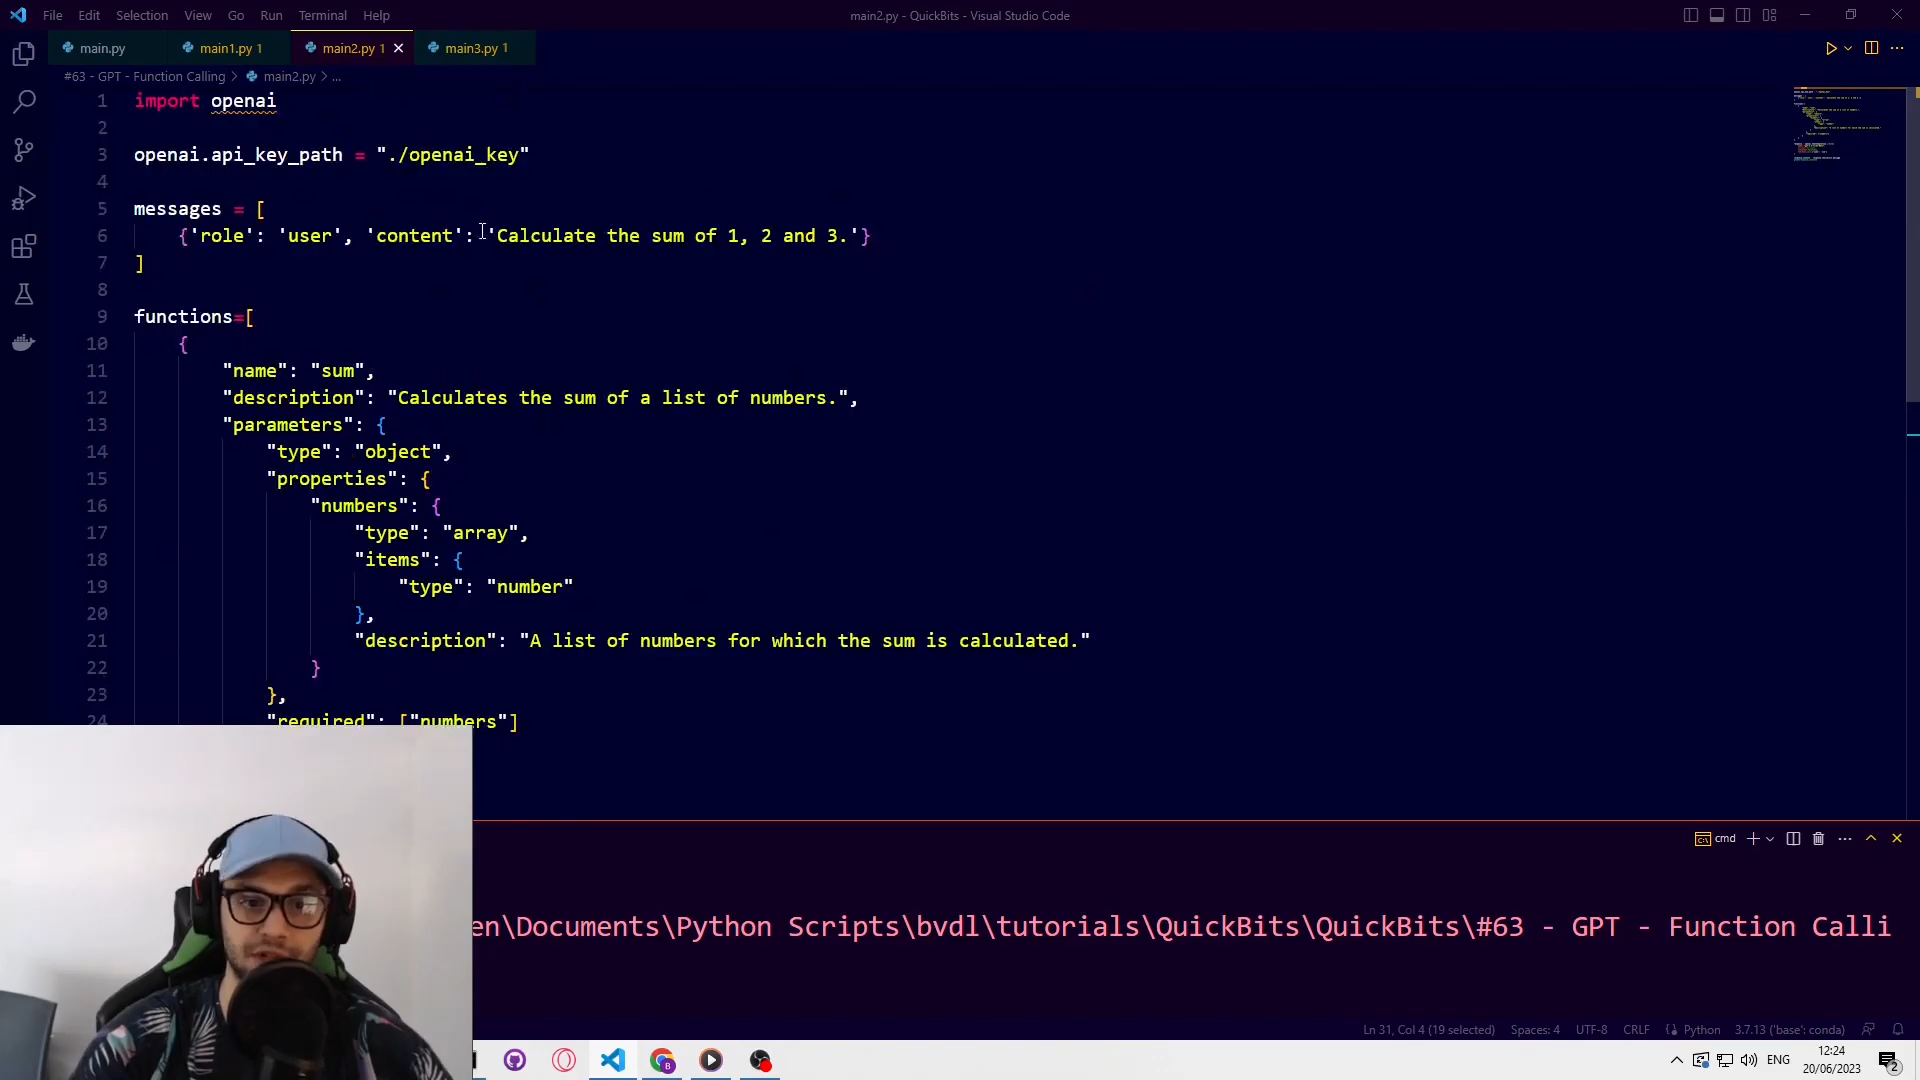 File Edit Selection View Go Run Terminal Help
main2.py - QuickBits - Visual Studio Code
main.py main1.py 1 main2.py 1 main3.py 1
#63 - GPT - Function Calling > main2.py > ...
1 import openai
2
3 openai.api_key_path = "./openai_key"
4
5 messages = [
6 {'role': 'user', 'content': 'Calculate the sum of 1, 2 and 3.'}
7 ]
8
9 functions=[
10 {
11 "name": "sum",
12 "description": "Calculates the sum of a list of numbers.",
13 "parameters": {
14 "type": "object",
15 "properties": {
16 "numbers": {
17 "type": "array",
18 "items": {
19 "type": "number"
20 },
21 "description": "A list of numbers for which the sum is calculated."
22 }
23 },
24 "required": ["numbers"]
cmd
en\Documents\Python Scripts\bvdl\tutorials\QuickBits\QuickBits\#63 - GPT - Function Calli
Ln 31, Col 4 (19 selected) Spaces: 4 UTF-8 CRLF Python 3.7.13 ('base': conda)
ENG
12:24
20/06/2023
2